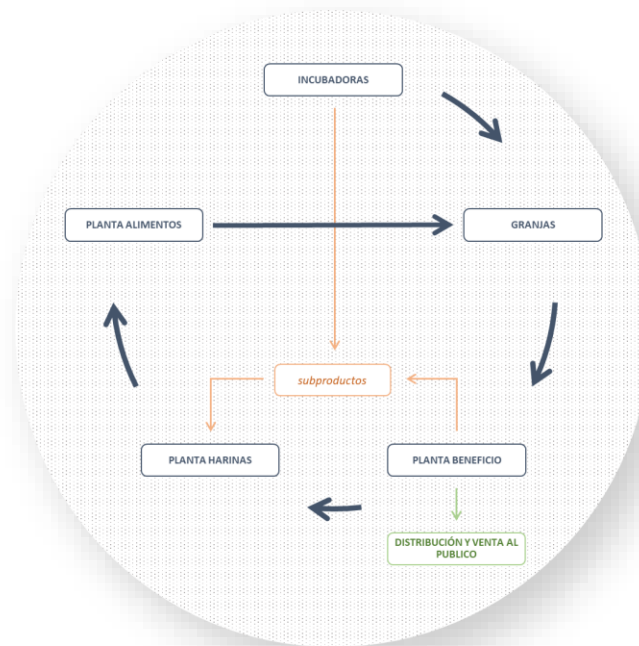 INCUBADORAS
PLANTA ALIMENTOS
GRANJAS
subproductos
PLANTA HARINAS
PLANTA BENEFICIO
DISTRIBUCIÓN Y VENTA AL
PUBLICO